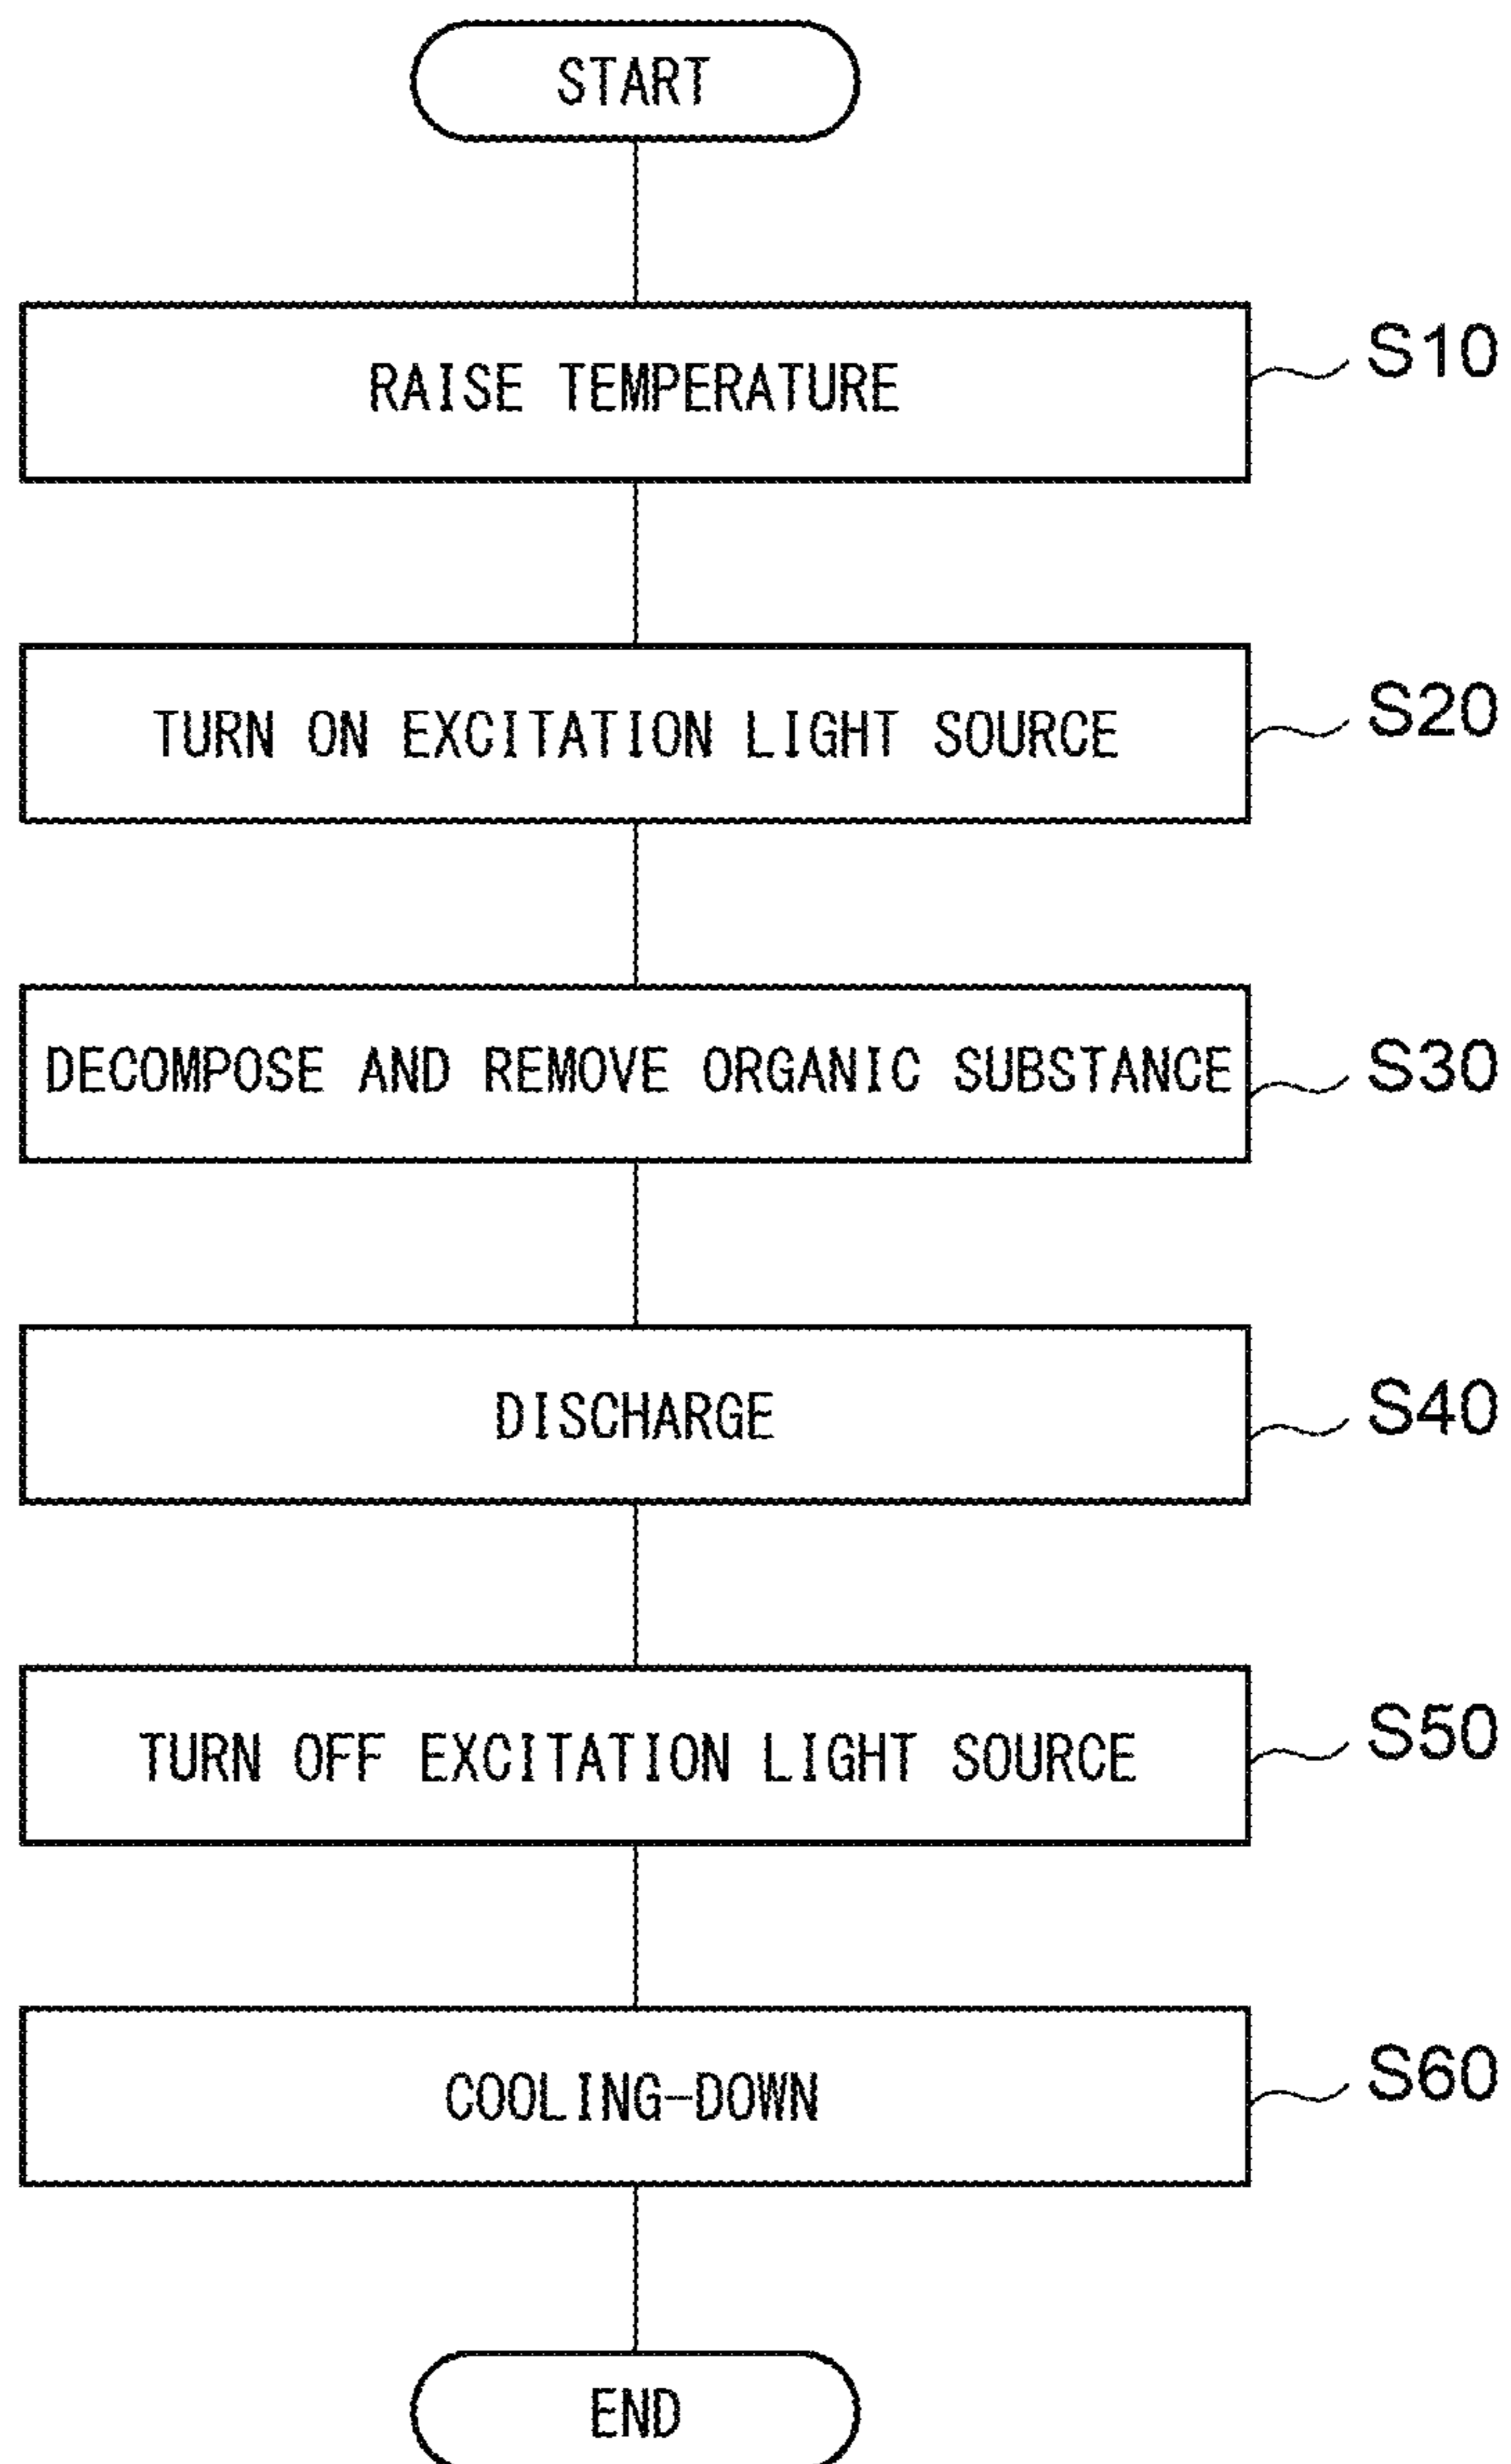 START
RAISE TEMPERATURE
S10
TURN ON EXCITATION LIGHT SOURCE
S20
DECOMPOSE AND REMOVE ORGANIC SUBSTANCE
S30
DISCHARGE
S40
TURN OFF EXCITATION LIGHT SOURCE
S50
COOLING-DOWN
S60
END